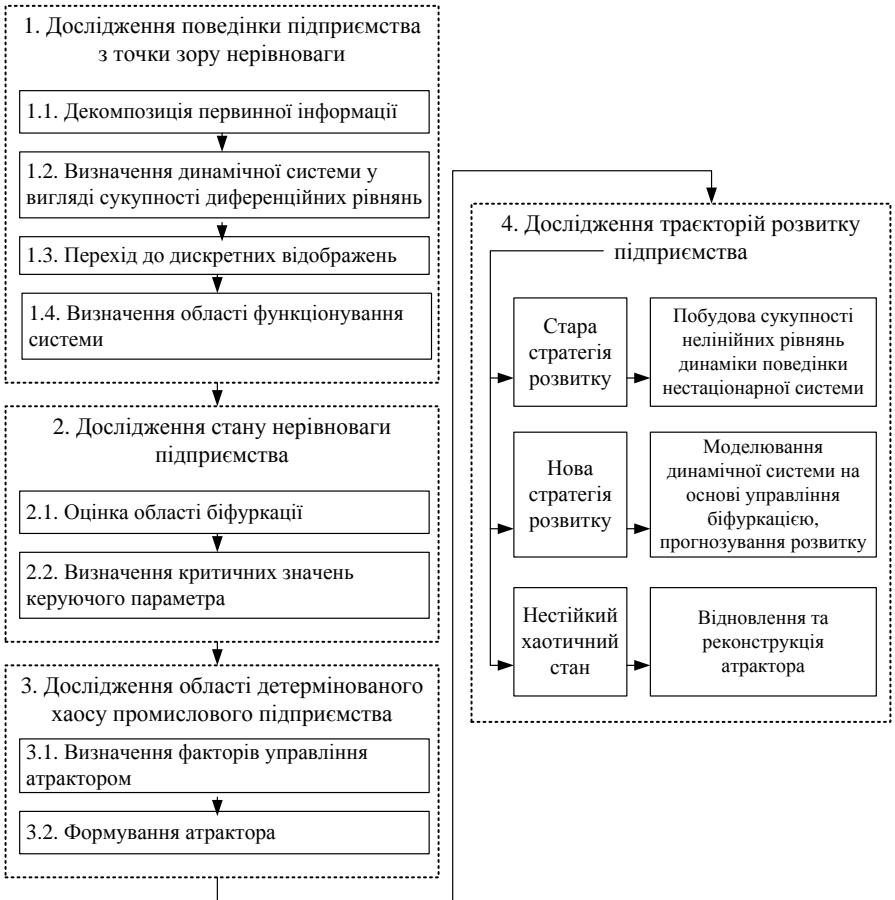 1. Дослідження поведінки підприємства
з точки зору нерівноваги
1.1. Декомпозиція первинної інформації
1.2. Визначення динамічної системи у
вигляді сукупності диференційних рівнянь
1.3. Перехід до дискретних відображень
1.4. Визначення області функціонування
системи
2. Дослідження стану нерівноваги
підприємства
2.1. Оцінка області біфуркації
2.2. Визначення критичних значень
керуючого параметра
3. Дослідження області детермінованого
хаосу промислового підприємства
3.1. Визначення факторів управління
атрактором
3.2. Формування атрактора
4. Дослідження траєкторій розвитку
підприємства
Стара
стратегія
розвитку
Побудова сукупності
нелінійних рівнянь
динаміки поведінки
нестаціонарної системи
Нова
стратегія
розвитку
Моделювання
динамічної системи на
основі управління
біфуркацією,
прогнозування розвитку
Нестійкий
хаотичний
стан
Відновлення та
реконструкція
атрактора